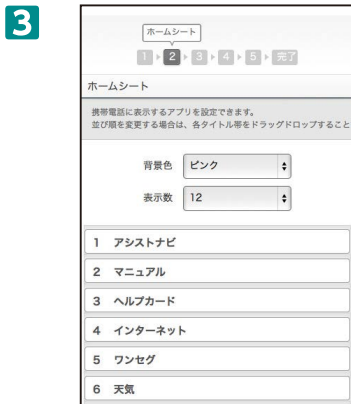 3
ホームシート
1 2 3 4 5 完了
ホームシート
携帯電話に表示するアプリを設定できます。
並び順を変更する場合は、各タイトル帯をドラッグドロップすること
背景色 ピンク
表示数 12
1 アシストナビ
2 マニュアル
3 ヘルプカード
4 インターネット
5 ワンセグ
6 天気